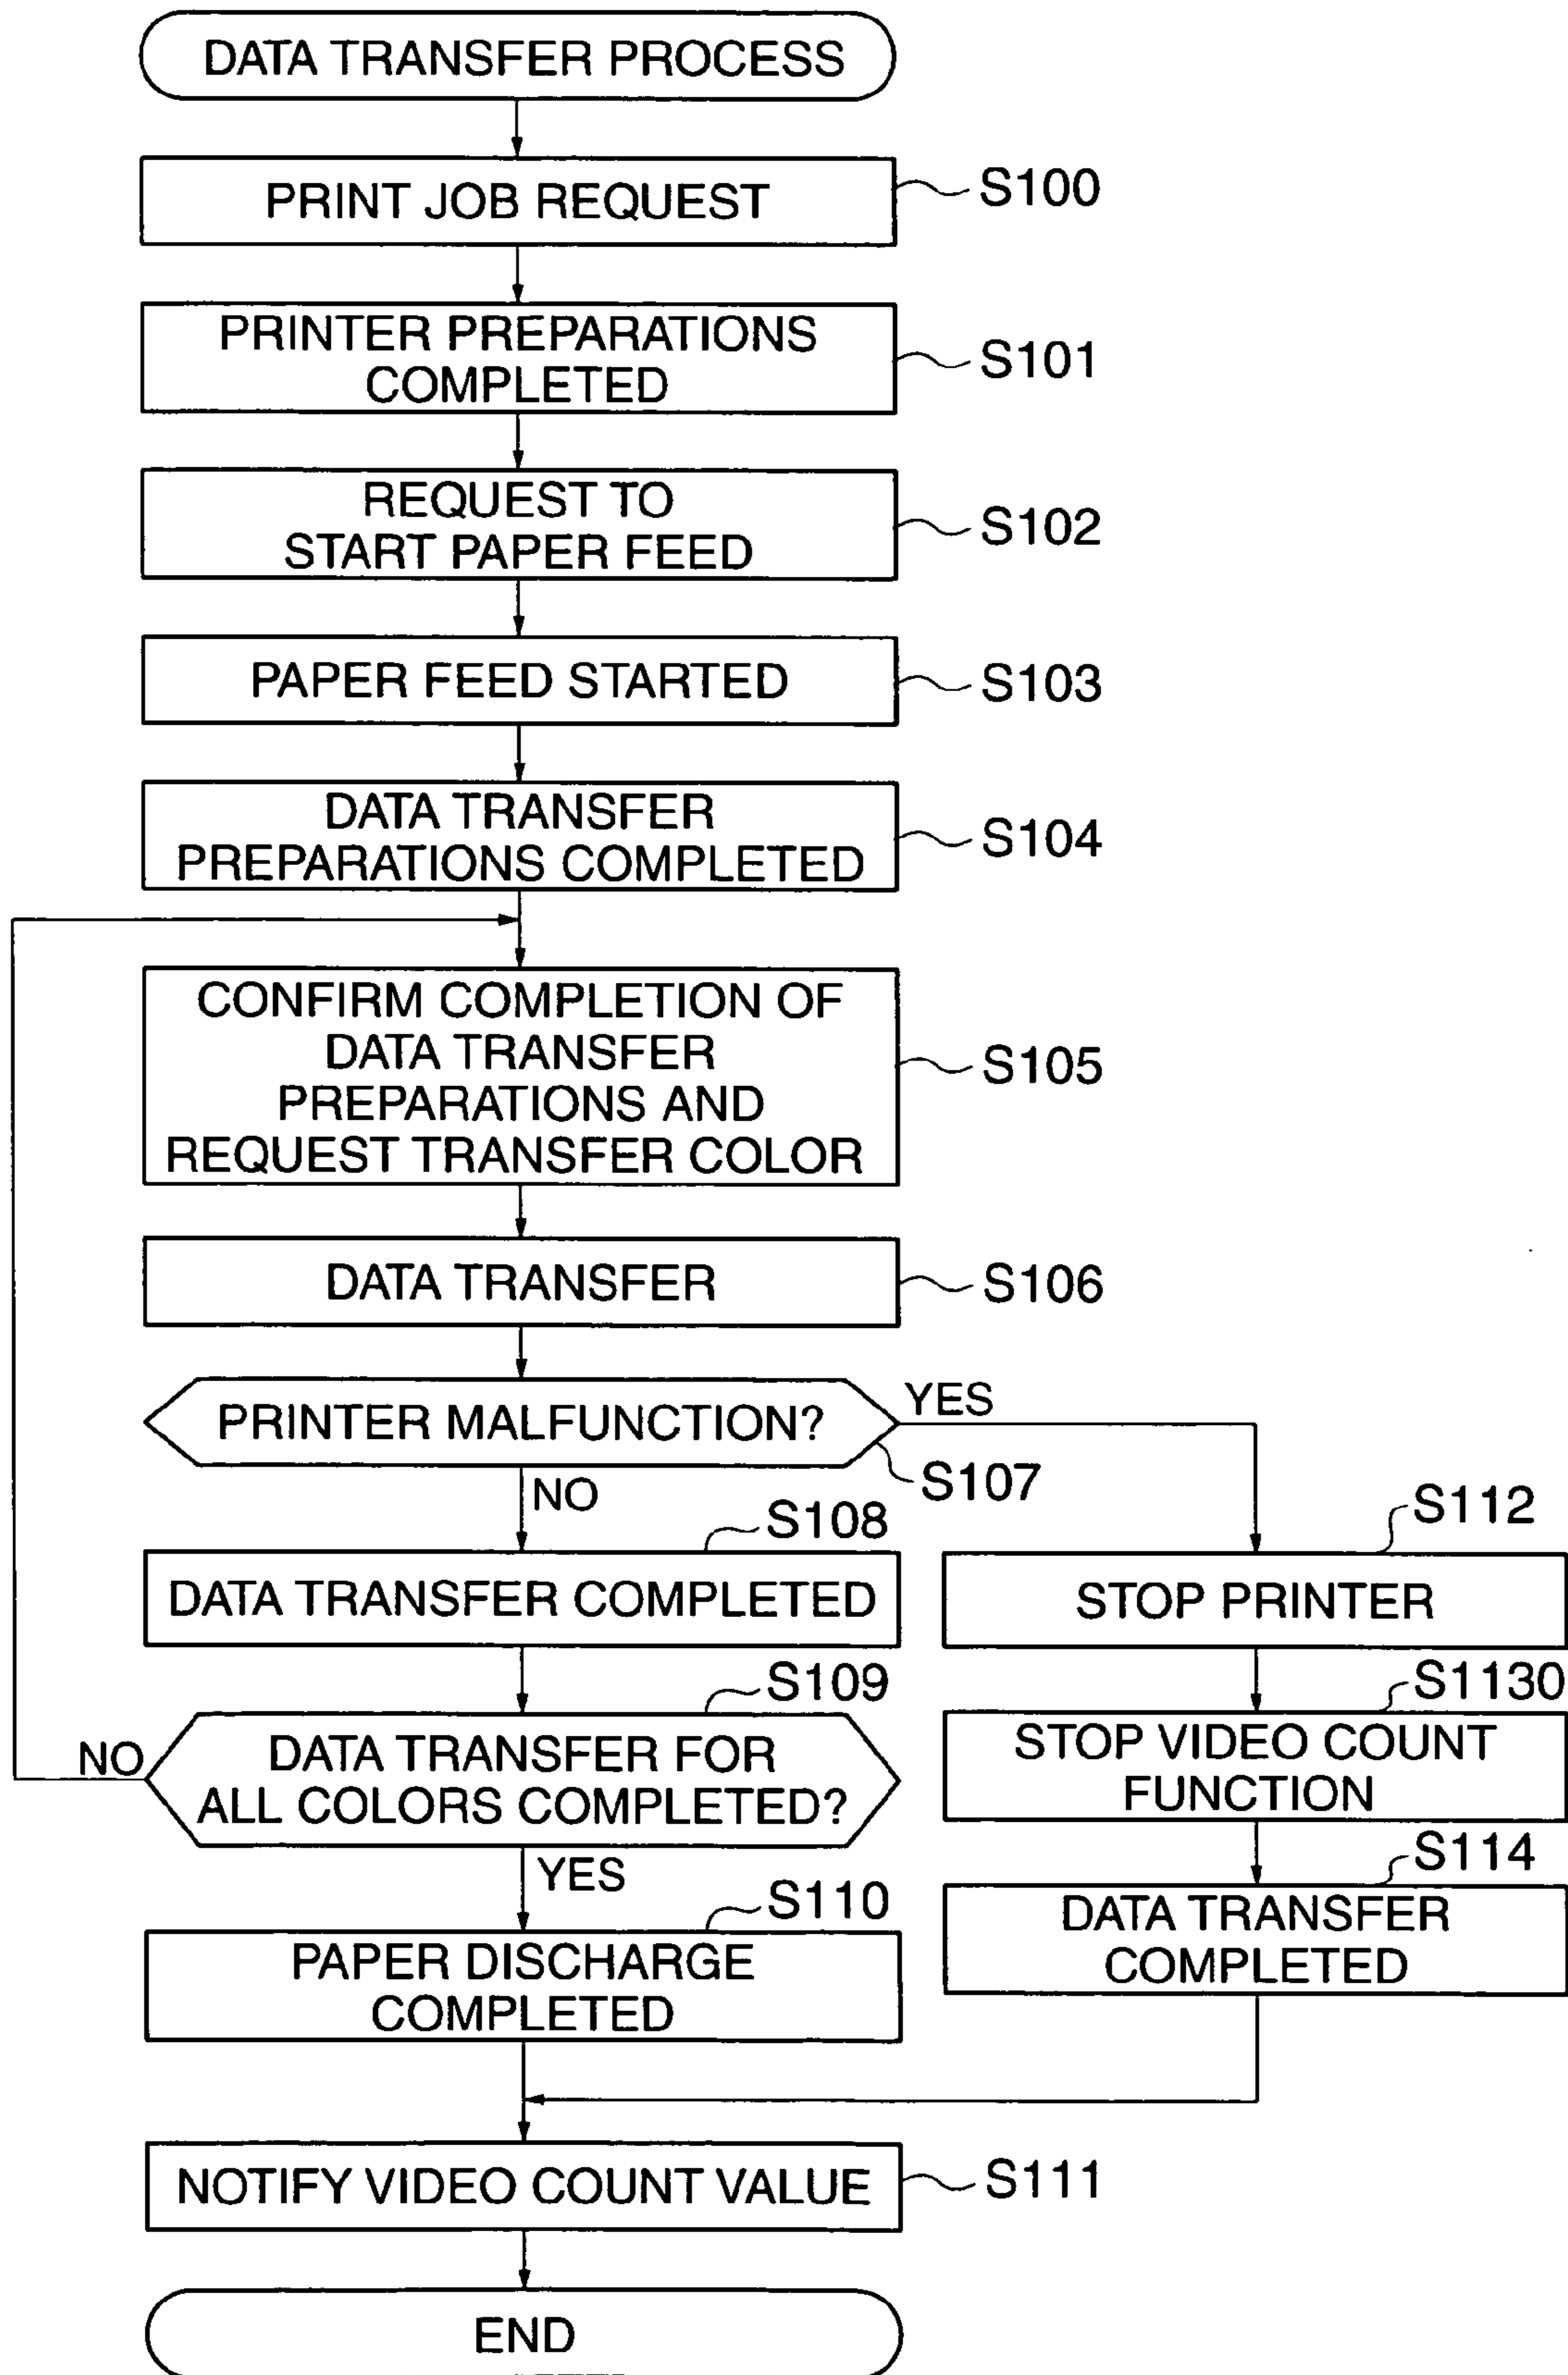 DATA TRANSFER PROCESS
PRINT JOB REQUEST
S100
PRINTER PREPARATIONS
COMPLETED
S101
REQUEST TO
START PAPER FEED
S102
PAPER FEED STARTED
S103
DATA TRANSFER
PREPARATIONS COMPLETED
S104
CONFIRM COMPLETION OF
DATA TRANSFER
PREPARATIONS AND
REQUEST TRANSFER COLOR
S105
DATA TRANSFER
S106
PRINTER MALFUNCTION?
YES
S107
NO
S108
DATA TRANSFER COMPLETED
S112
STOP PRINTER
S109
DATA TRANSFER FOR
ALL COLORS COMPLETED?
NO
YES
S1130
STOP VIDEO COUNT
FUNCTION
S110
PAPER DISCHARGE
COMPLETED
S114
DATA TRANSFER
COMPLETED
NOTIFY VIDEO COUNT VALUE
S111
END